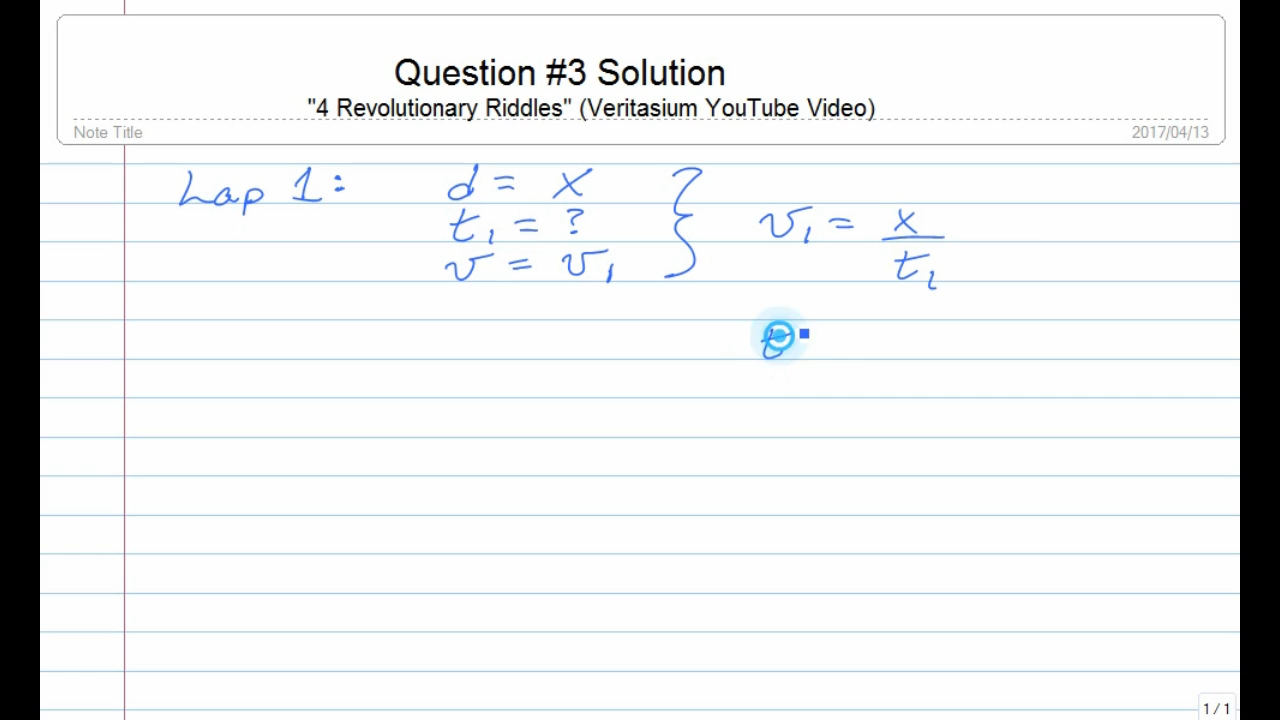 Question #3 Solution
"4 Revolutionary Riddles" (Veritasium YouTube Video)
Note Title 2017/04/13
Lap 1: d = x
t₁ = ?
v = v₁
v₁ = x / t₁
t
1 / 1